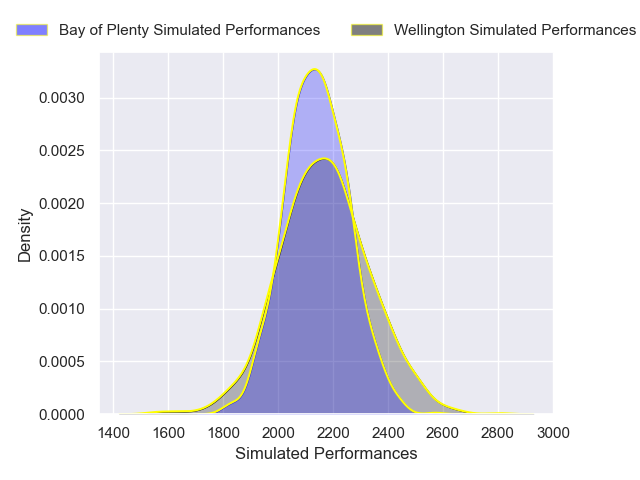 Bay of Plenty Simulated Performances Wellington Simulated Performances
0.0030
0.0025
0.0020
0.0015
0.0010
0.0005
0.0000
Density
1400 1600 1800 2000 2200 2400 2600 2800 3000
Simulated Performances